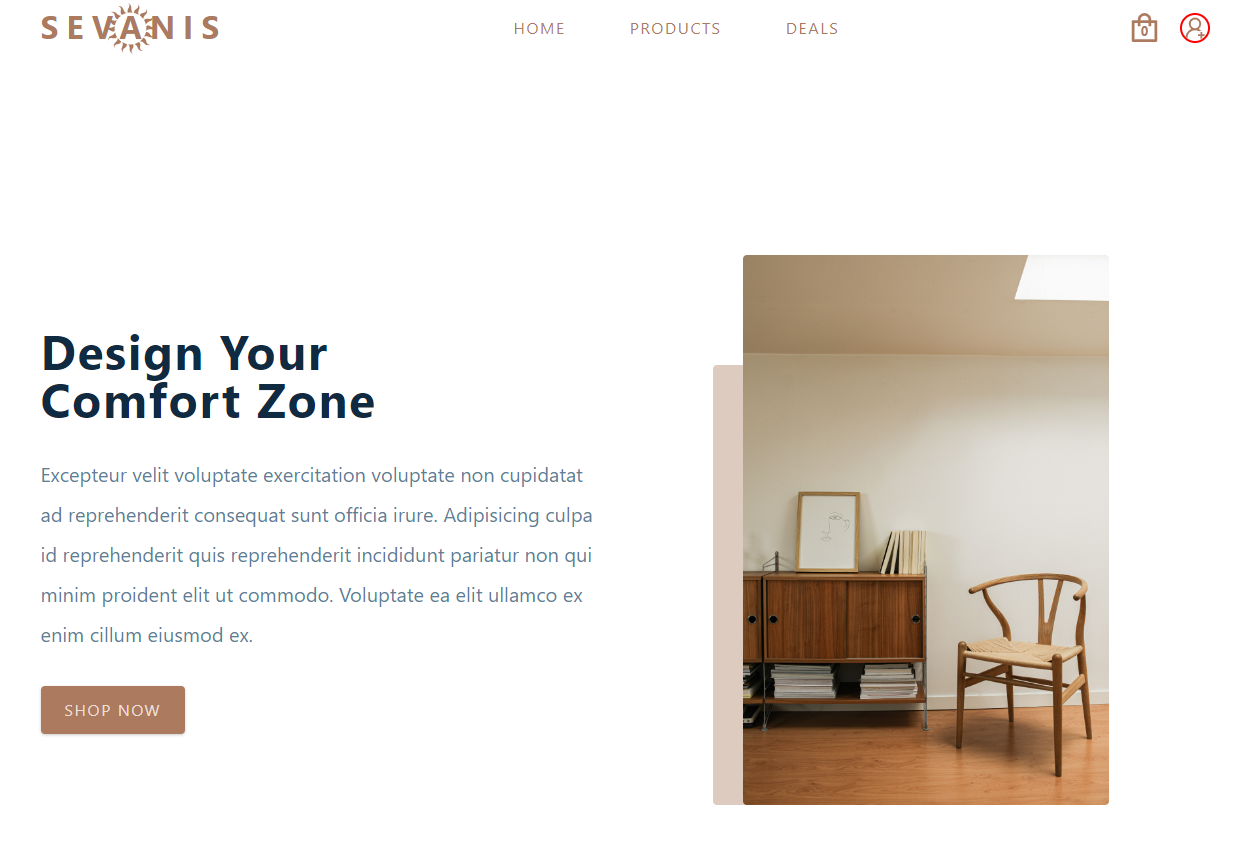 SEVANIS
HOME
PRODUCTS
DEALS
0
Design Your
Comfort Zone
Excepteur velit voluptate exercitation voluptate non cupidatat
ad reprehenderit consequat sunt officia irure. Adipisicing culpa
id reprehenderit quis reprehenderit incididunt pariatur non qui
minim proident elit ut commodo. Voluptate ea elit ullamco ex
enim cillum eiusmod ex.
SHOP NOW